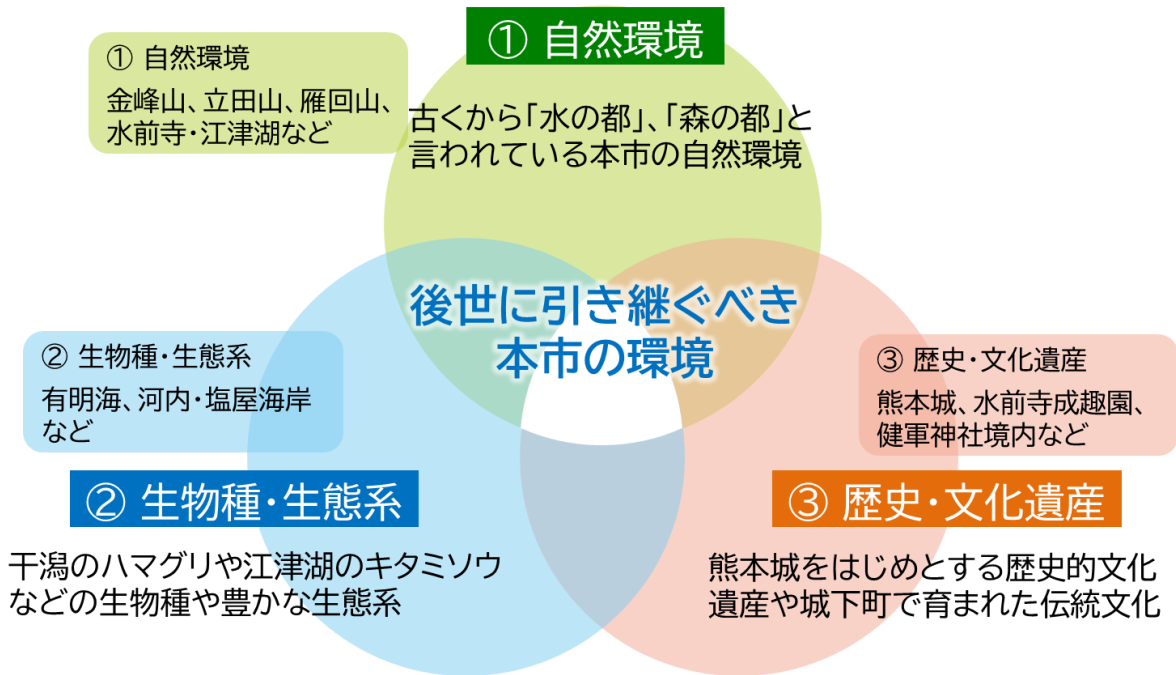 ① 自然環境
① 自然環境
金峰山、立田山、雁回山、
水前寺・江津湖など
古くから「水の都」、「森の都」と
言われている本市の自然環境
後世に引き継ぐべき
本市の環境
② 生物種・生態系
有明海、河内・塩屋海岸
など
③ 歴史・文化遺産
熊本城、水前寺成趣園、
健軍神社境内など
② 生物種・生態系
干潟のハマグリや江津湖のキタミソウ
などの生物種や豊かな生態系
③ 歴史・文化遺産
熊本城をはじめとする歴史的文化
遺産や城下町で育まれた伝統文化